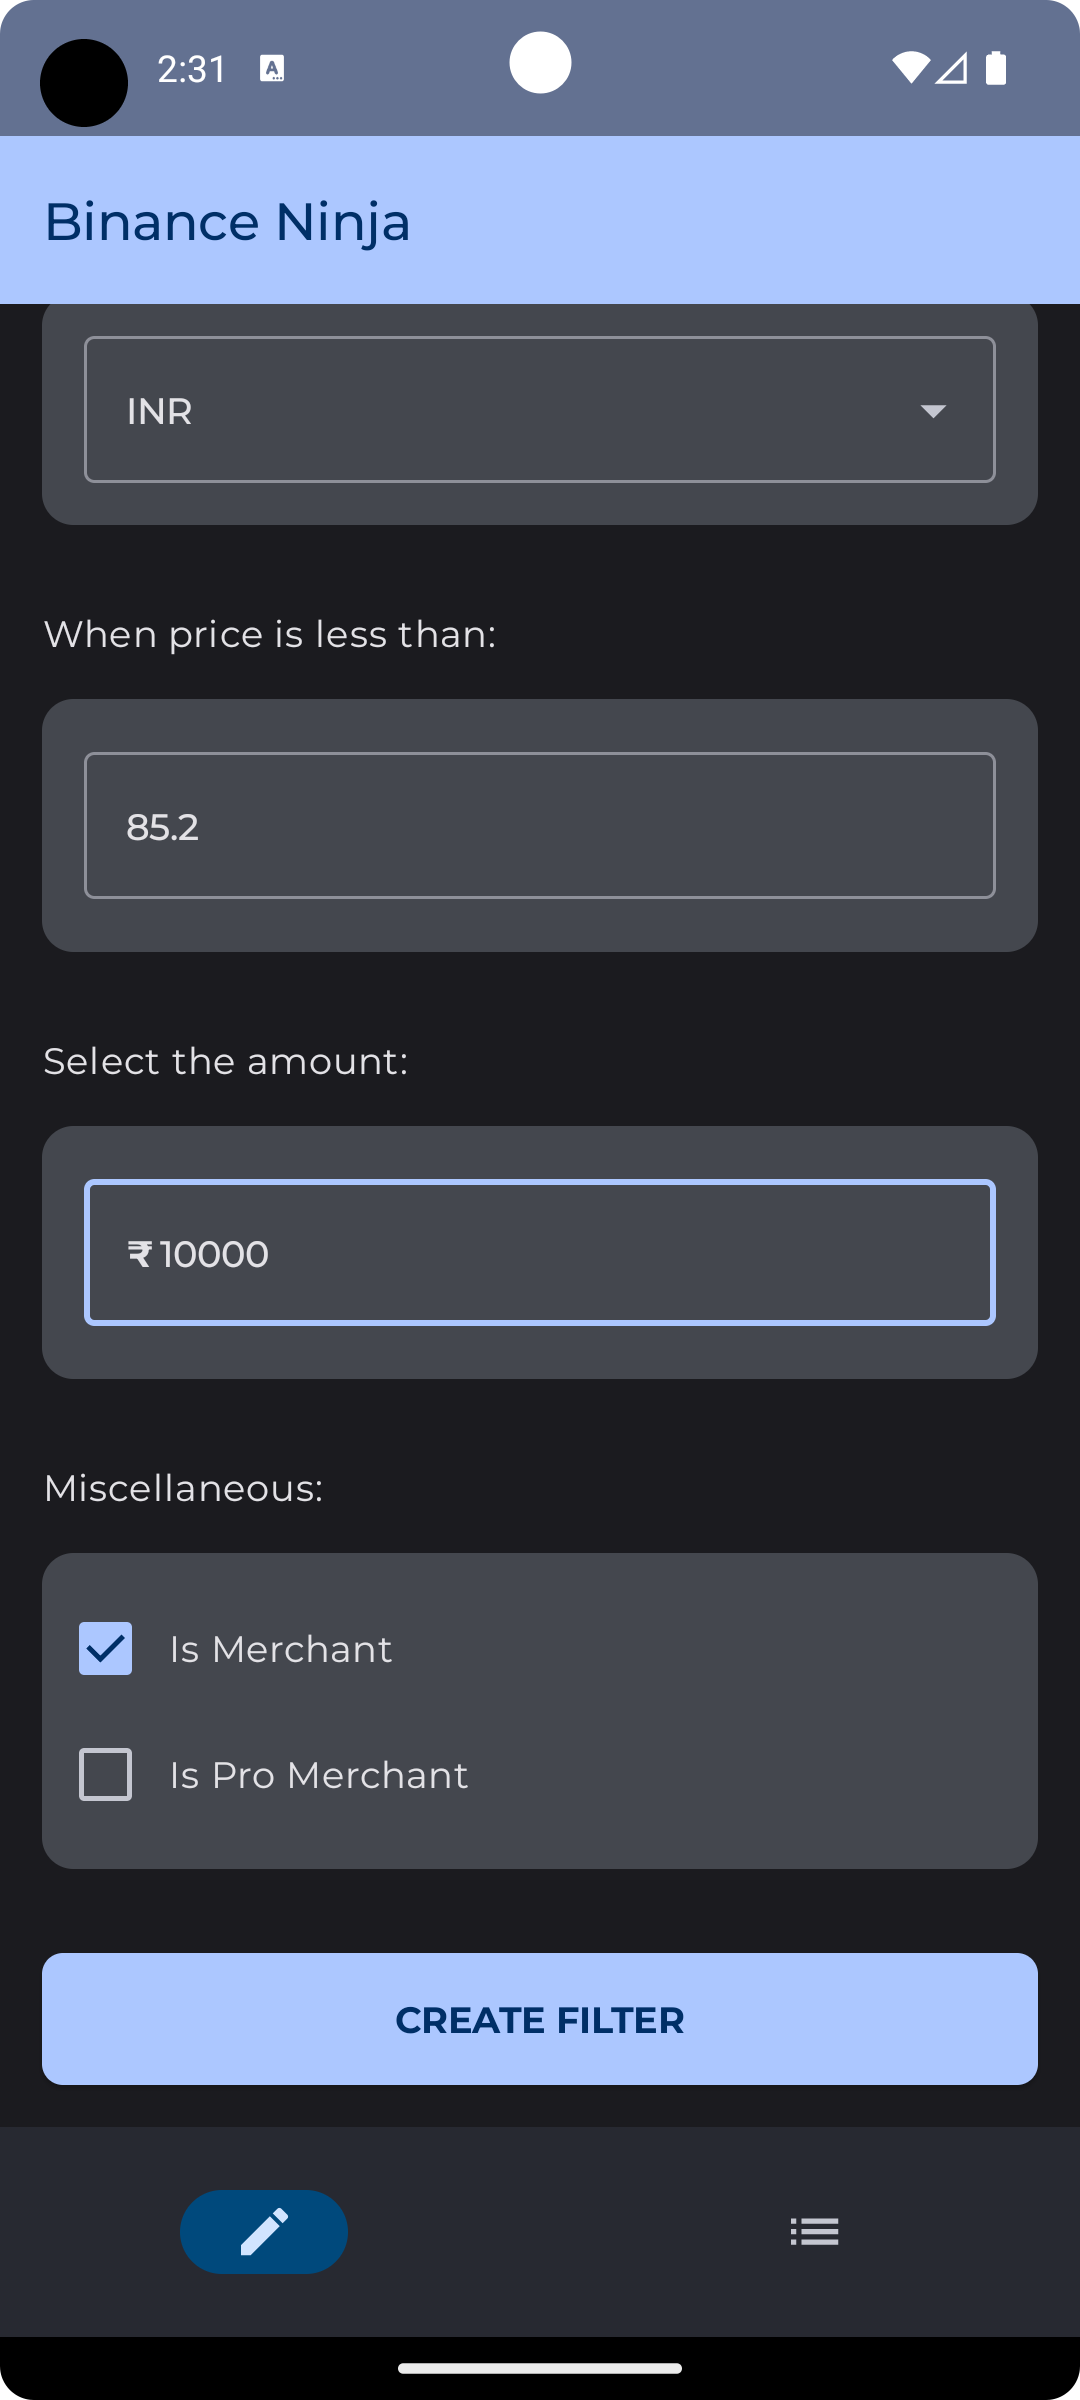 2:31
Binance Ninja
INR
When price is less than:
85.2
Select the amount:
₹ 10000
Miscellaneous:
Is Merchant
Is Pro Merchant
CREATE FILTER